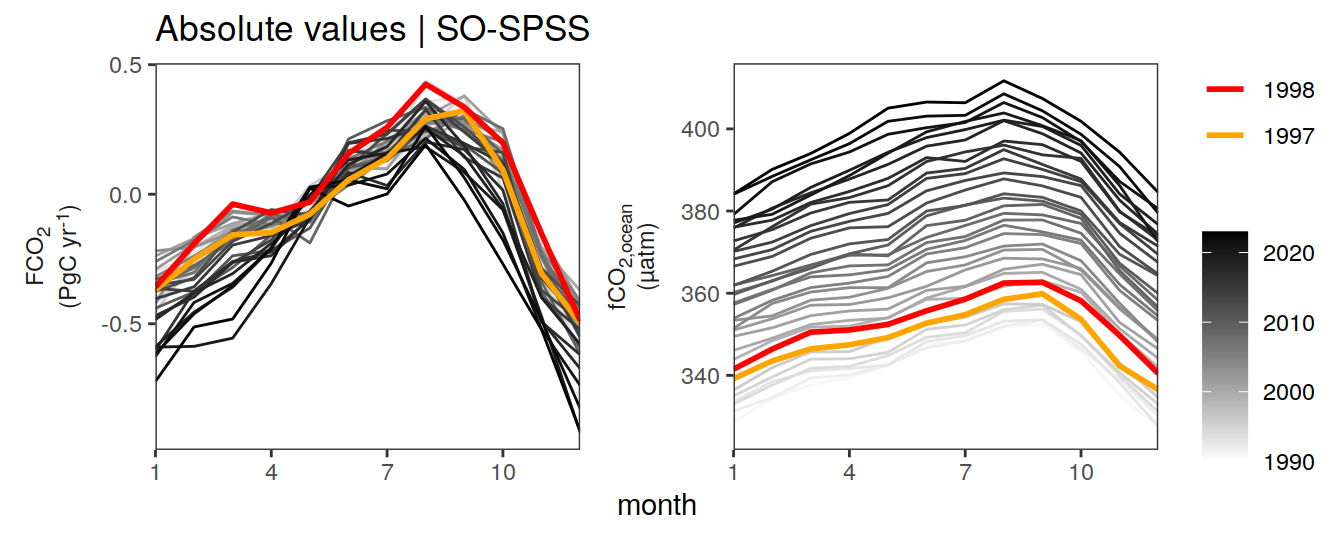 Absolute values | SO-SPSS
FCO₂
(PgC yr⁻¹)
0.5
0.0
-0.5
1 4 7 10
fCO₂,ocean
(µatm)
400
380
360
340
1 4 7 10
month
1998
1997
2020
2010
2000
1990